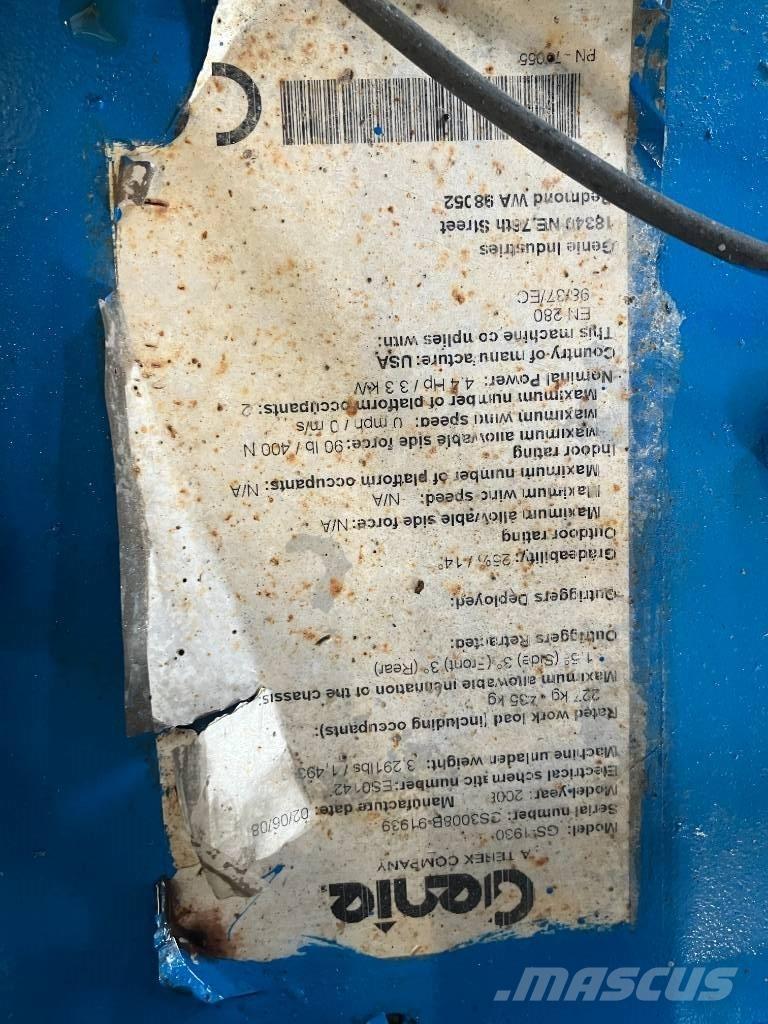 Genie
A TEREX COMPANY
Model: GS 1930
Serial number: GS3008B-91939
Model year: 2008 Manufacture date: 02/06/08
Electrical schematic number: ES0142
Machine unladen weight: 3,291lbs / 1,493
Rated work load (including occupants):
227 kg
Maximum allowable inclination of the chassis:
1.5° (Side) 3° (Front) 3° (Rear)
Outriggers Retracted:
Outriggers Deployed:
Gradeability: 25% / 14°
Outdoor rating
Maximum allowable side force: N/A
Maximum wind speed: N/A
Maximum number of platform occupants: N/A
Indoor rating
Maximum allowable side force: 90 lb / 400 N
Maximum wind speed: 0 mph / 0 m/s
Maximum number of platform occupants: 2
Nominal Power: 4.4 Hp / 3.3 kW
Country of manufacture: USA
This machine complies with:
EN 280
98/37/EC
Genie Industries
18340 NE 76th Street
Redmond WA 98052
C
MASCUS